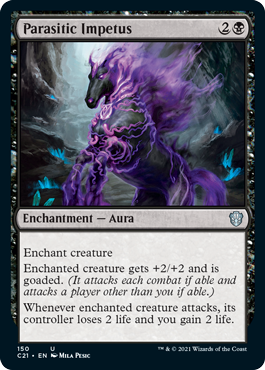 Parasitic Impetus 2
Enchantment — Aura
Enchant creature
Enchanted creature gets +2/+2 and is
goaded. (It attacks each combat if able and
attacks a player other than you if able.)
Whenever enchanted creature attacks, its
controller loses 2 life and you gain 2 life.
150 U
C21 • EN Mila Pesic ™ & © 2021 Wizards of the Coast